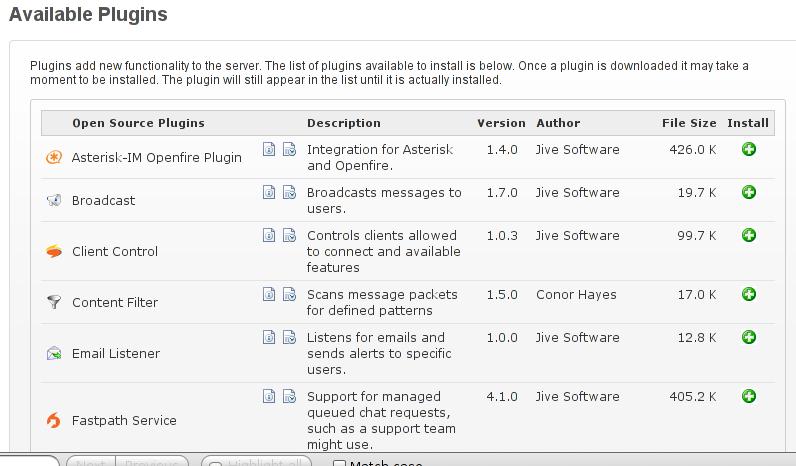 Available Plugins
Plugins add new functionality to the server. The list of plugins available to install is below. Once a plugin is downloaded it may take a
moment to be installed. The plugin will still appear in the list until it is actually installed.
Open Source Plugins Description Version Author File Size Install
Asterisk-IM Openfire Plugin Integration for Asterisk 1.4.0 Jive Software 426.0 K
and Openfire.
Broadcast Broadcasts messages to 1.7.0 Jive Software 19.7 K
users.
Client Control Controls clients allowed 1.0.3 Jive Software 99.7 K
to connect and available
features
Content Filter Scans message packets 1.5.0 Conor Hayes 17.0 K
for defined patterns
Email Listener Listens for emails and 1.0.0 Jive Software 12.8 K
sends alerts to specific
users.
Fastpath Service Support for managed 4.1.0 Jive Software 405.2 K
queued chat requests,
such as a support team
might use.
Next Previous Highlight all Match case